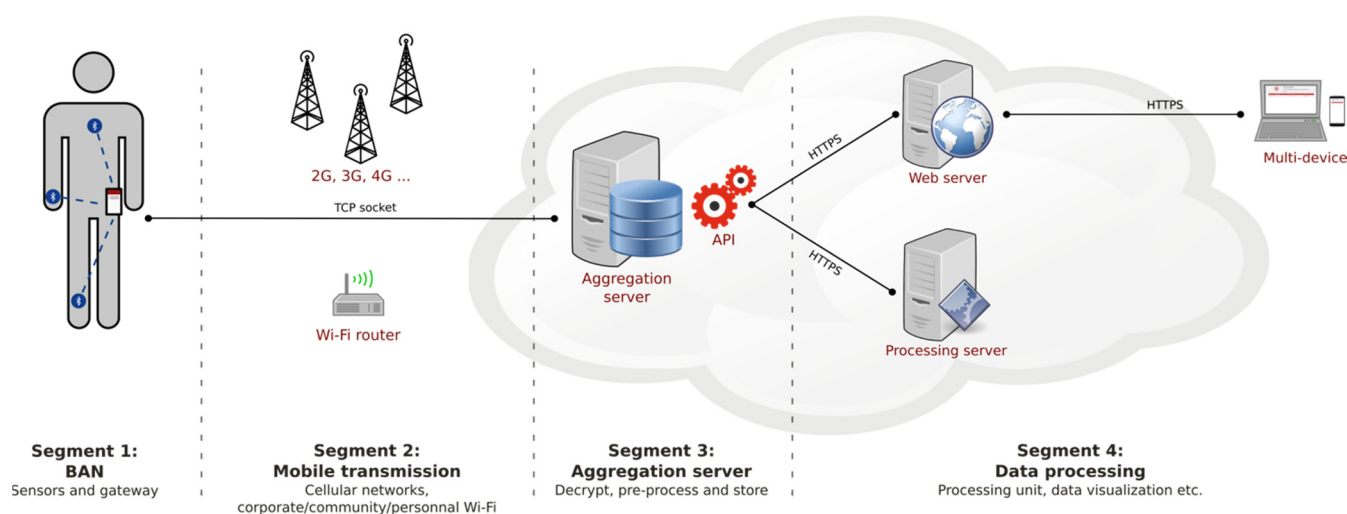 2G, 3G, 4G ...
TCP socket
Wi-Fi router
Aggregation
server
API
HTTPS
HTTPS
Web server
Processing server
HTTPS
Multi-device
Segment 1:
BAN
Sensors and gateway
Segment 2:
Mobile transmission
Cellular networks,
corporate/community/personnal Wi-Fi
Segment 3:
Aggregation server
Decrypt, pre-process and store
Segment 4:
Data processing
Processing unit, data visualization etc.